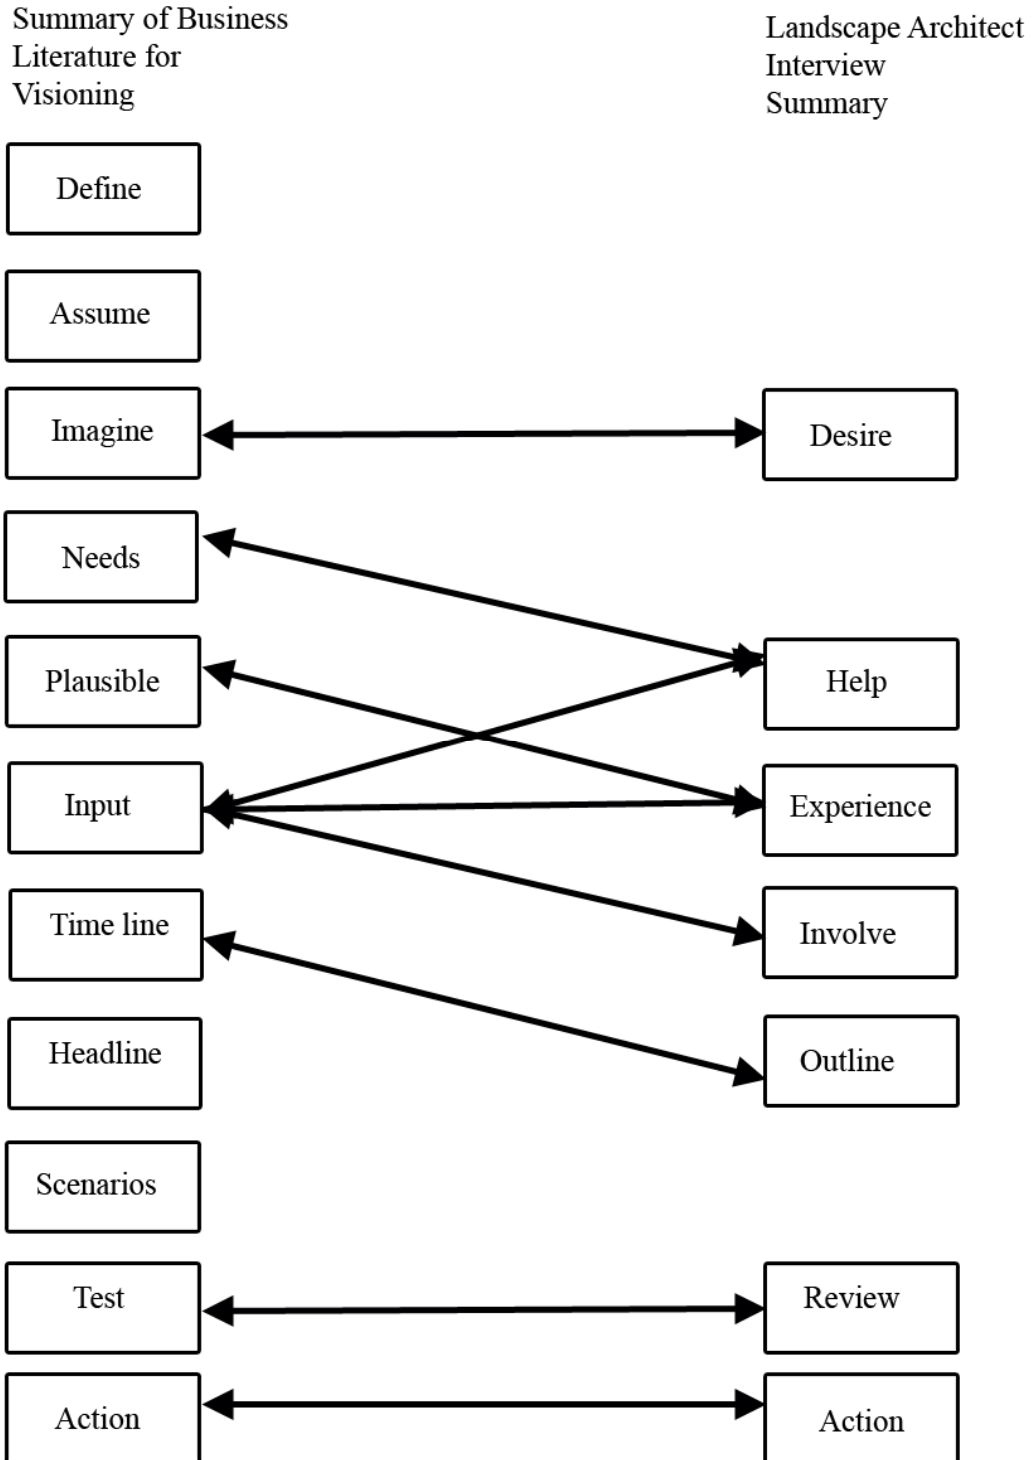 Summary of Business
Literature for
Visioning
Landscape Architect
Interview
Summary
Define
Assume
Imagine
Desire
Needs
Plausible
Help
Input
Experience
Time line
Involve
Headline
Outline
Scenarios
Test
Review
Action
Action